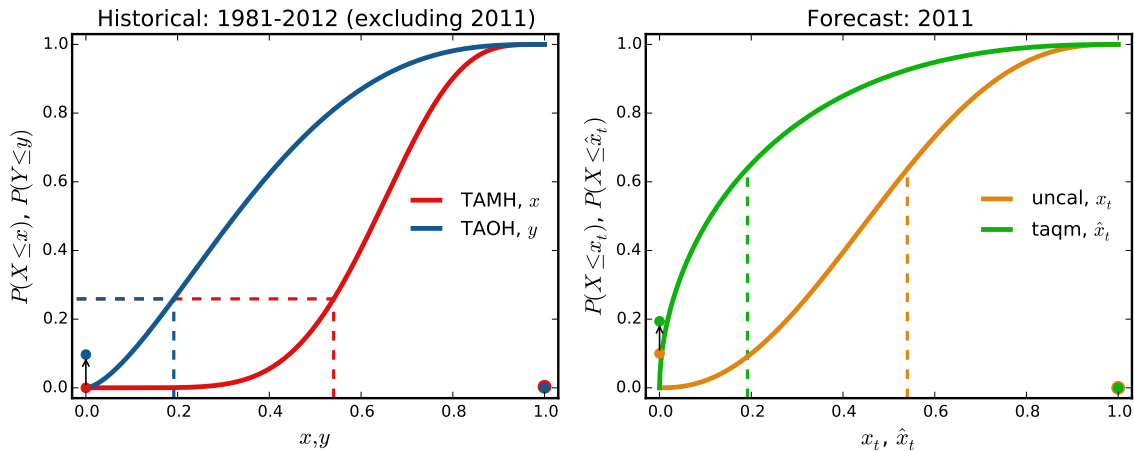 Historical: 1981-2012 (excluding 2011)
P(X≤x), P(Y≤y)
1.0
0.8
0.6
0.4
0.2
0.0
TAMH, x
TAOH, y
0.0 0.2 0.4 0.6 0.8 1.0
x,y
Forecast: 2011
P(X≤x_t), P(X≤x̂_t)
1.0
0.8
0.6
0.4
0.2
0.0
uncal, x_t
taqm, x̂_t
0.0 0.2 0.4 0.6 0.8 1.0
x_t, x̂_t